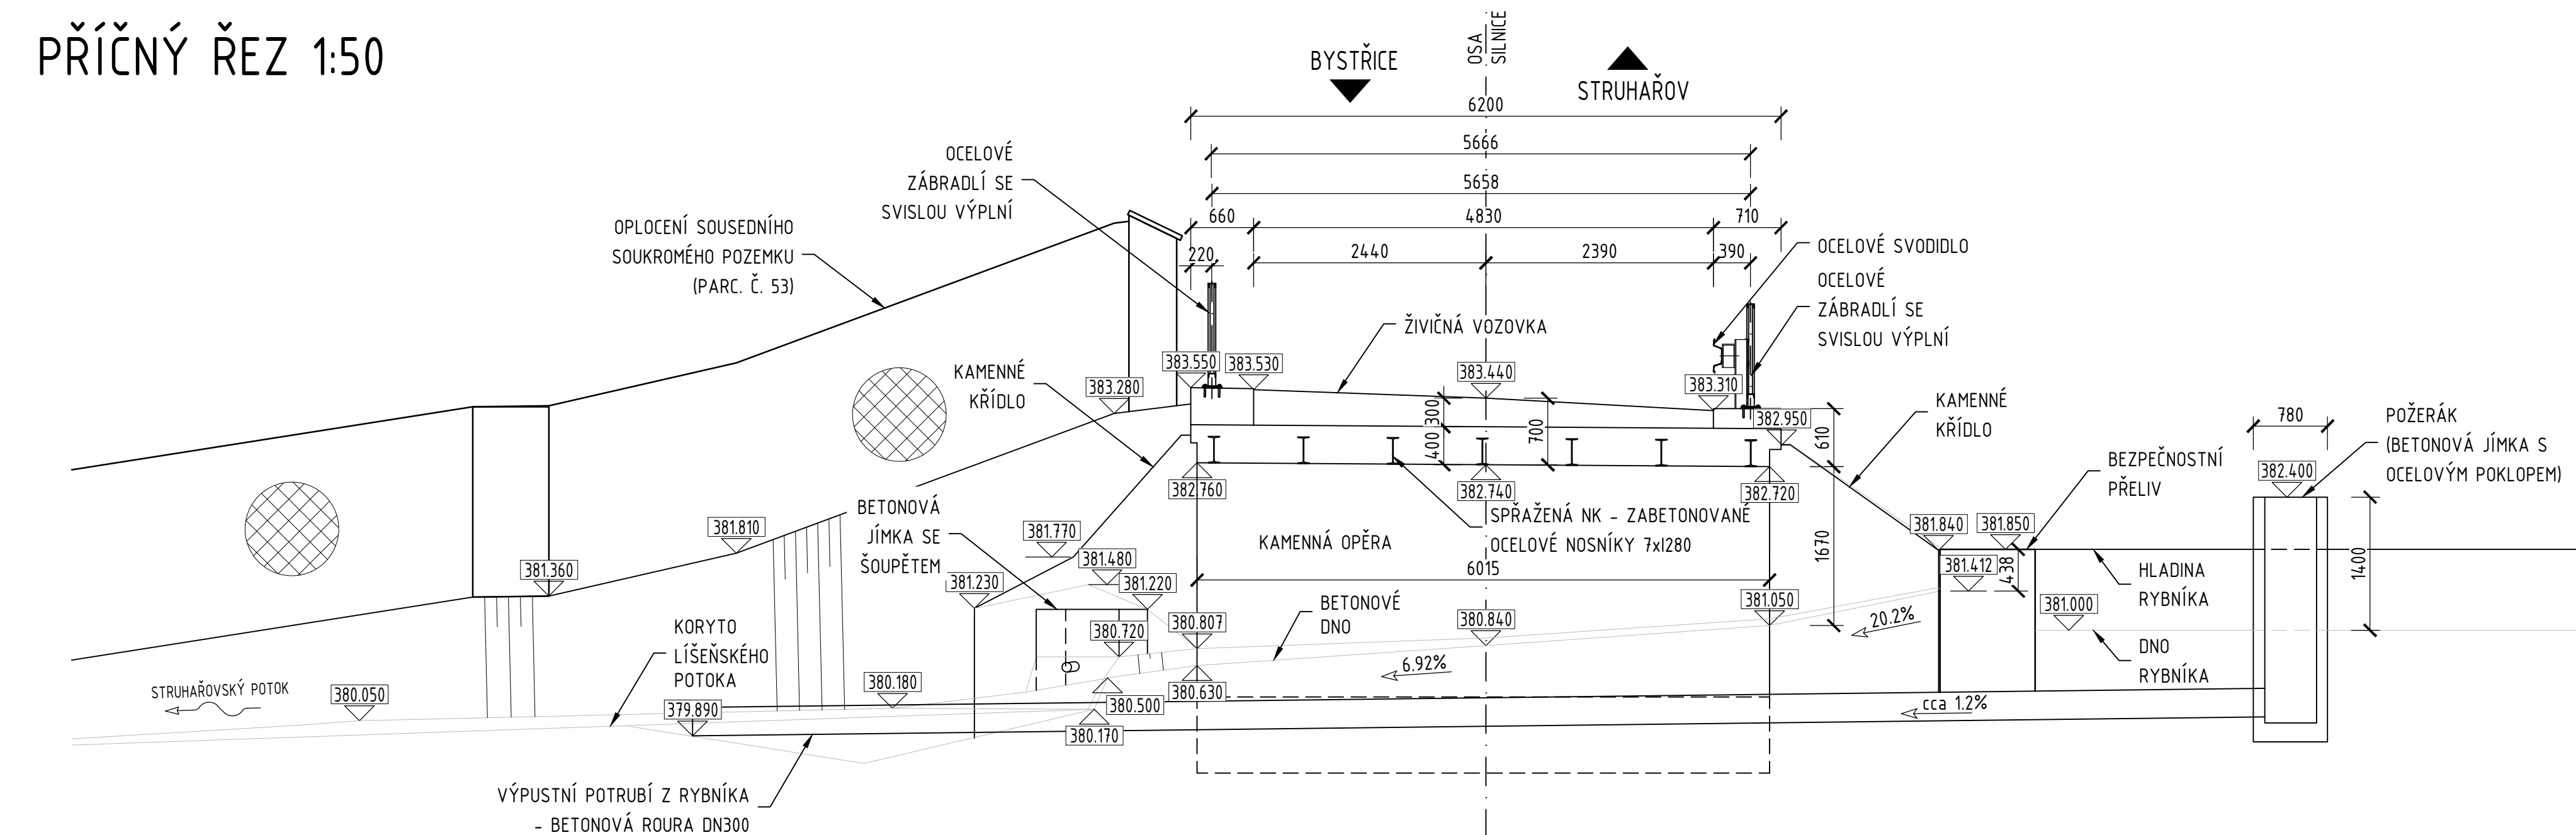 PŘÍČNÝ ŘEZ 1:50
BYSTŘICE
OSA
SILNICE
STRUHAŘOV
6200
5666
5658
660
4830
710
220
2440
2390
390
OCELOVÉ
ZÁBRADLÍ SE
SVISLOU VÝPLNÍ
OPLOCENÍ SOUSEDNÍHO
SOUKROMÉHO POZEMKU
(PARC. Č. 53)
OCELOVÉ SVODIDLO
OCELOVÉ
ZÁBRADLÍ SE
SVISLOU VÝPLNÍ
ŽIVIČNÁ VOZOVKA
KAMENNÉ
KŘÍDLO
383.280
383.550
383.530
383.440
383.310
382.950
300
400
700
610
1670
382.760
382.740
382.720
SPŘAŽENÁ NK - ZABETONOVANÉ
OCELOVÉ NOSNÍKY 7xI280
KAMENNÁ OPĚRA
6015
KAMENNÉ
KŘÍDLO
BEZPEČNOSTNÍ
PŘELIV
780
382.400
POŽERÁK
(BETONOVÁ JÍMKA S
OCELOVÝM POKLOPEM)
1400
381.840
381.850
381.412
438
381.000
HLADINA
RYBNÍKA
DNO
RYBNÍKA
20.2%
cca 1.2%
381.050
380.840
BETONOVÉ
DNO
6.92%
380.807
380.630
BETONOVÁ
JÍMKA SE
ŠOUPĚTEM
381.770
381.480
381.220
381.230
380.720
380.500
380.170
381.810
381.360
380.180
KORYTO
LÍŠEŇSKÉHO
POTOKA
379.890
380.050
STRUHAŘOVSKÝ POTOK
VÝPUSTNÍ POTRUBÍ Z RYBNÍKA
- BETONOVÁ ROURA DN300